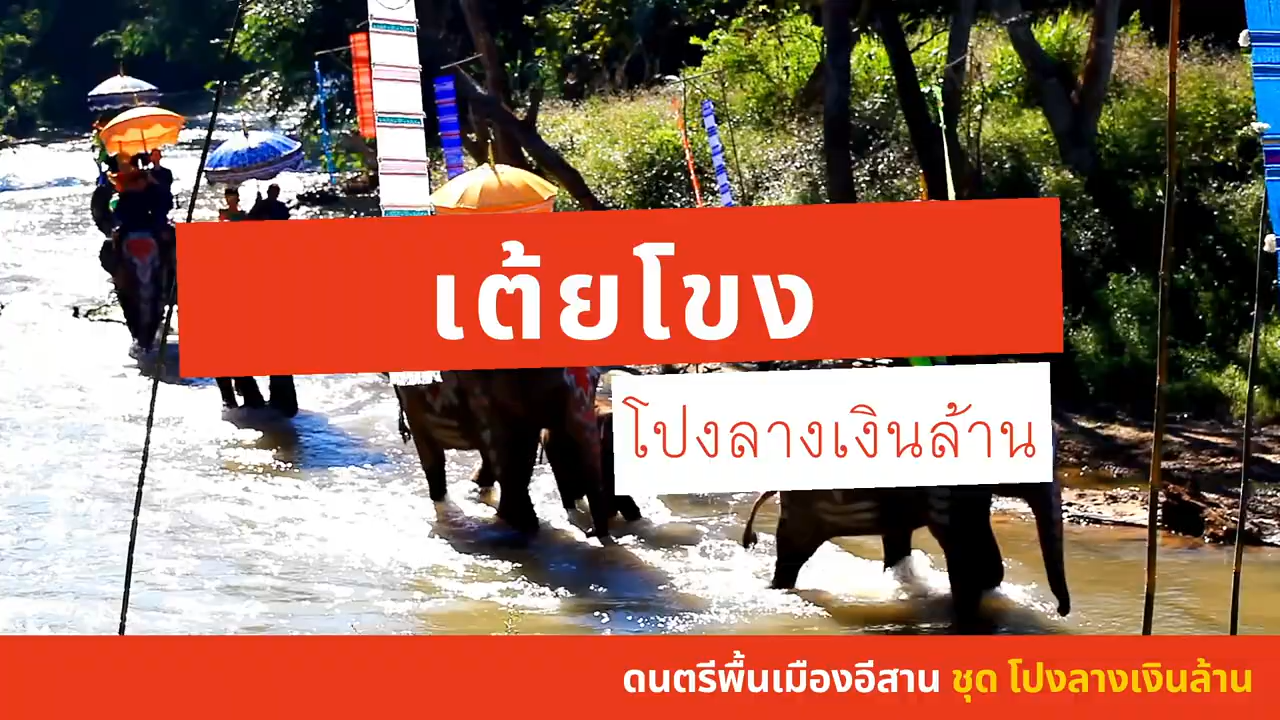 เต้ยโขง
โปงลางเงินล้าน
ดนตรีพื้นเมืองอีสาน ชุด โปงลางเงินล้าน